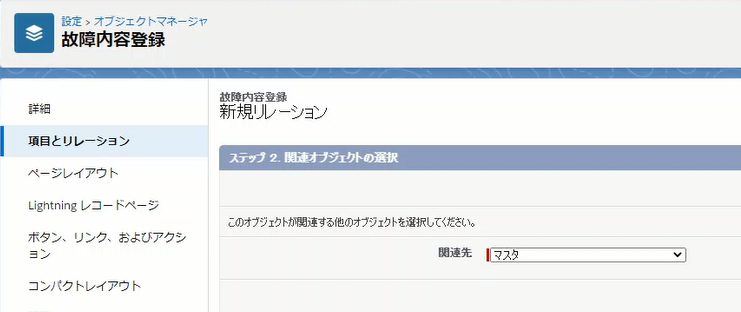 設定 > オブジェクトマネージャ
故障内容登録
詳細
項目とリレーション
ページレイアウト
Lightning レコードページ
ボタン、リンク、およびアクシ
ョン
コンパクトレイアウト
故障内容登録
新規リレーション
ステップ 2. 関連オブジェクトの選択
このオブジェクトが関連する他のオブジェクトを選択してください。
関連先 マスタ